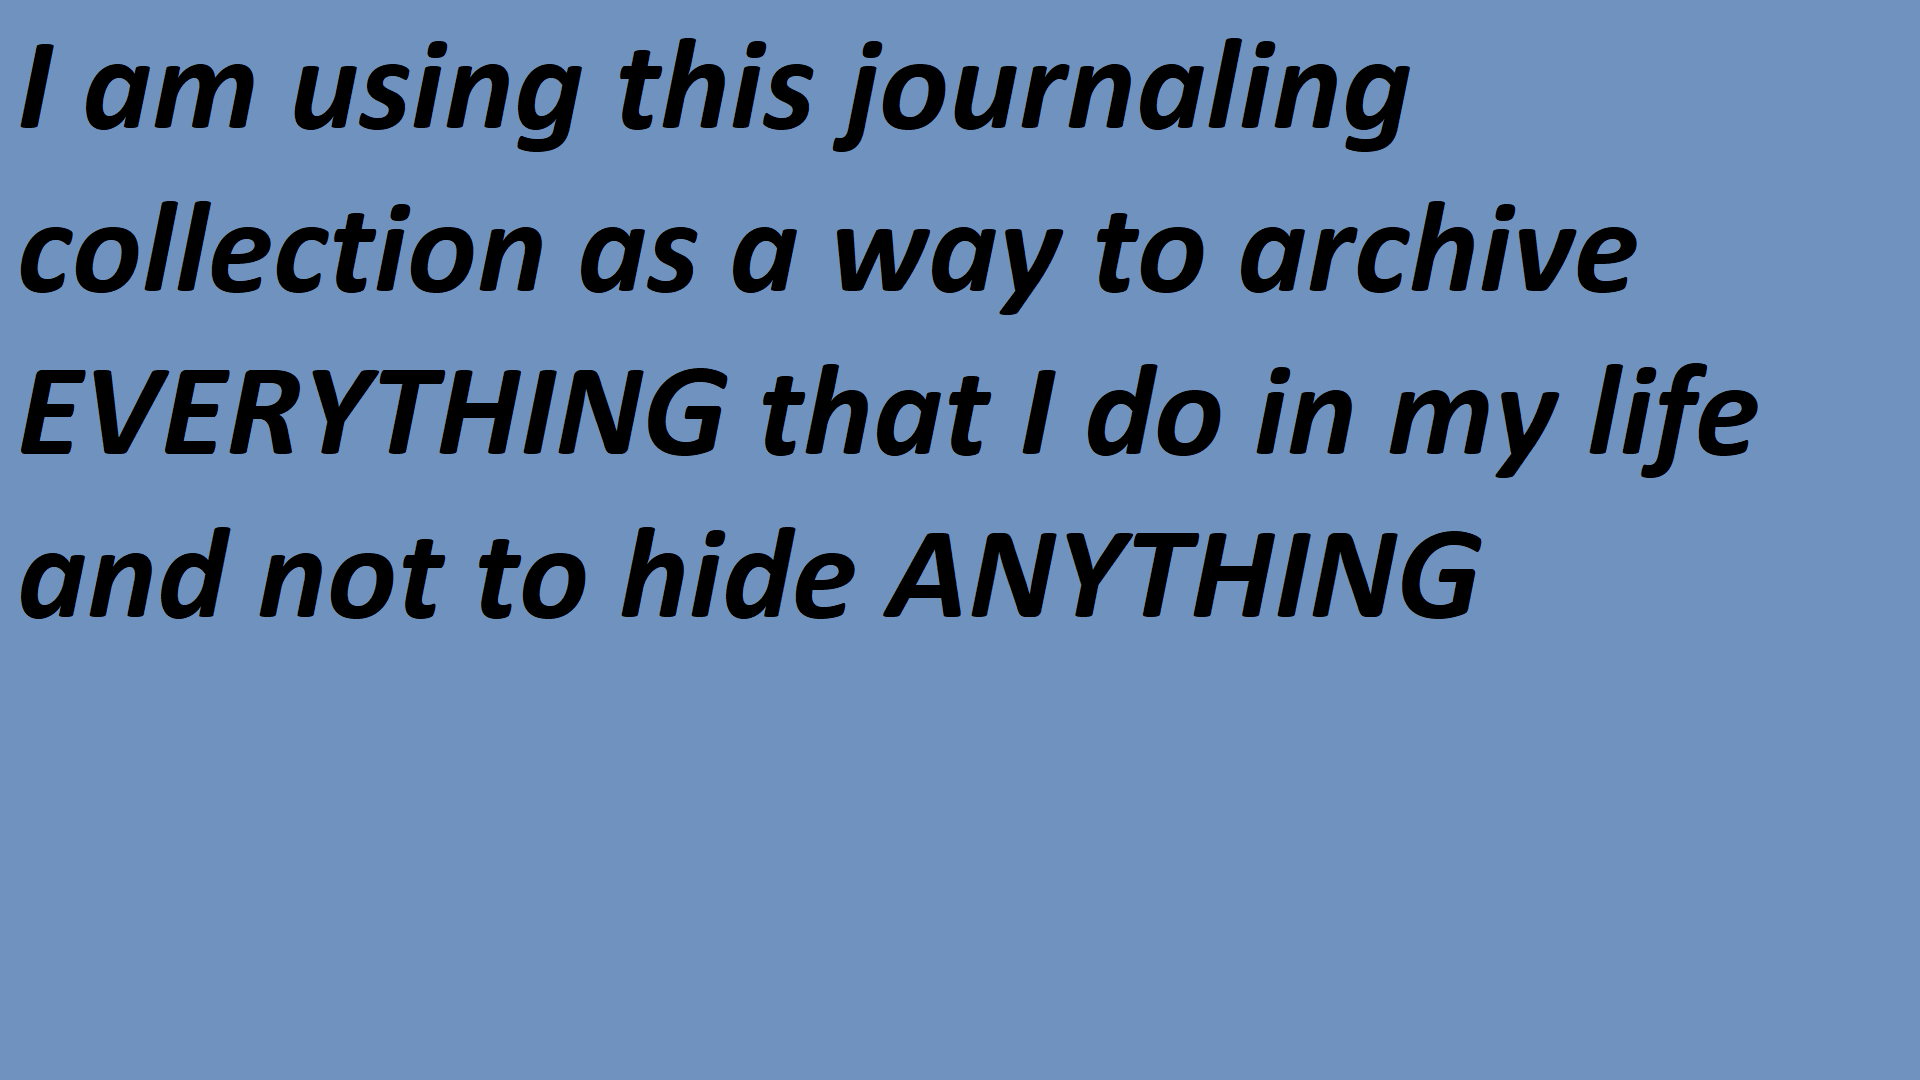 I am using this journaling
collection as a way to archive
EVERYTHING that I do in my life
and not to hide ANYTHING